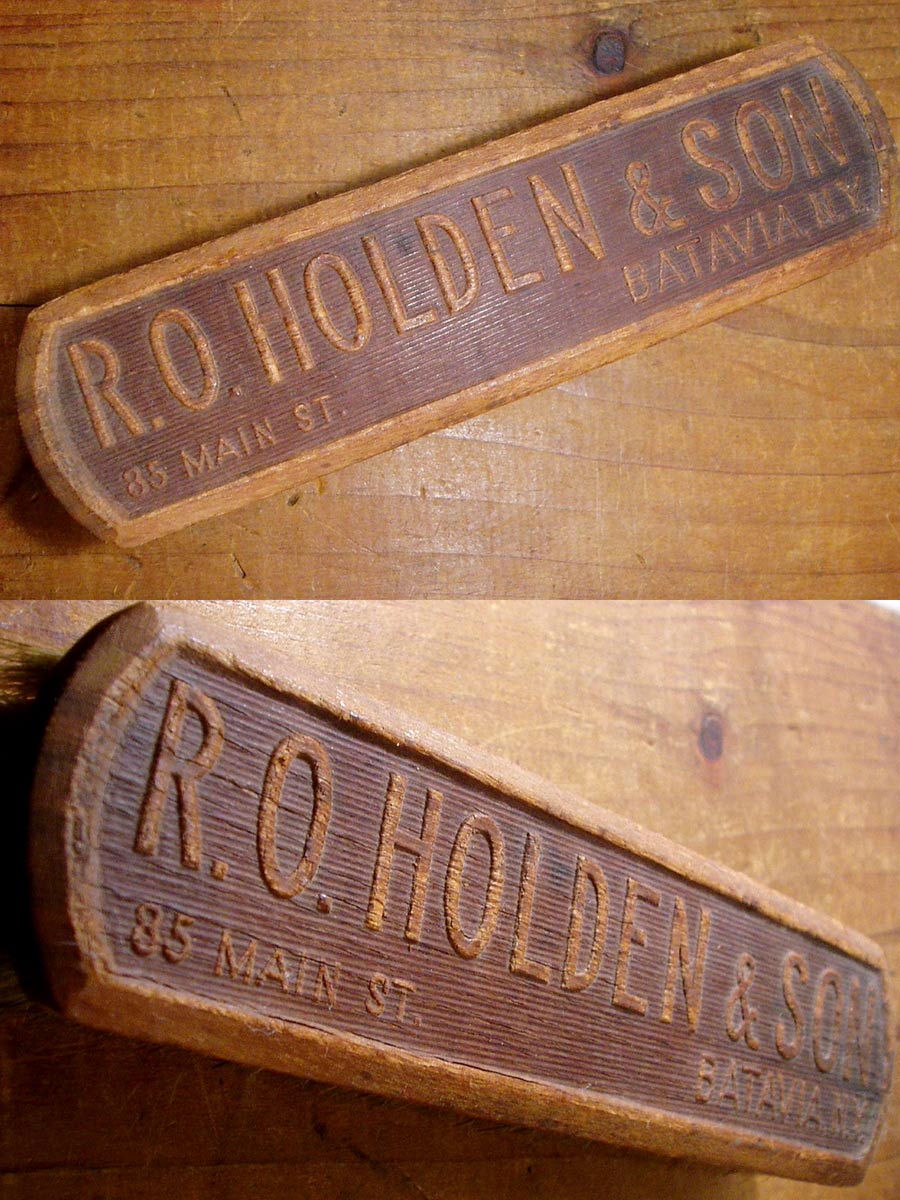 R.O. HOLDEN & SON
85 MAIN ST.
BATAVIA N.Y.
R.O. HOLDEN & SON
85 MAIN ST.
BATAVIA, N.Y.